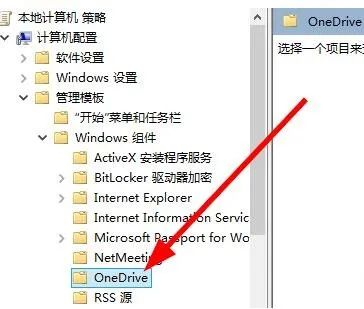 本地计算机 策略
计算机配置
软件设置
Windows 设置
管理模板
“开始”菜单和任务栏
Windows 组件
ActiveX 安装程序服务
BitLocker 驱动器加密
Internet Explorer
Internet Information Servic
Microsoft Passport for Wo
NetMeeting
OneDrive
RSS 源
OneDrive
选择一个项目来